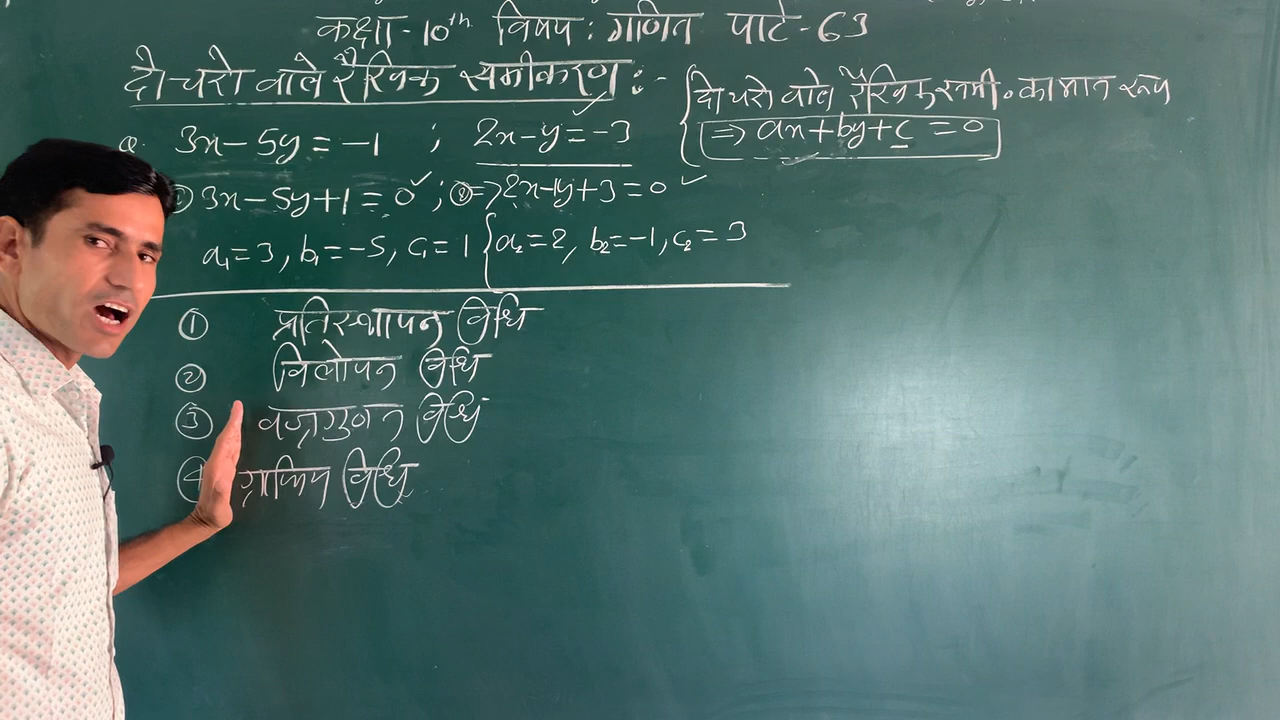 कक्षा-10th विषय: गणित पार्ट-63
दो चरो वाले रैखिक समीकरण :-
{ दो चरो वाले रैखिक समी॰ का मानक रूप
⇒ ax+by+c=0
Q. 3x-5y=-1 ; 2x-y=-3
① 3x-5y+1=0 ✓ ; ②=> 2x-1y+3=0 ✓
a₁=3, b₁=-5, c₁=1 { a₂=2, b₂=-1, c₂=3
① प्रतिस्थापन विधि
② विलोपन विधि
③ वज्रगुणन विधि
④ ग्राफिय विधि